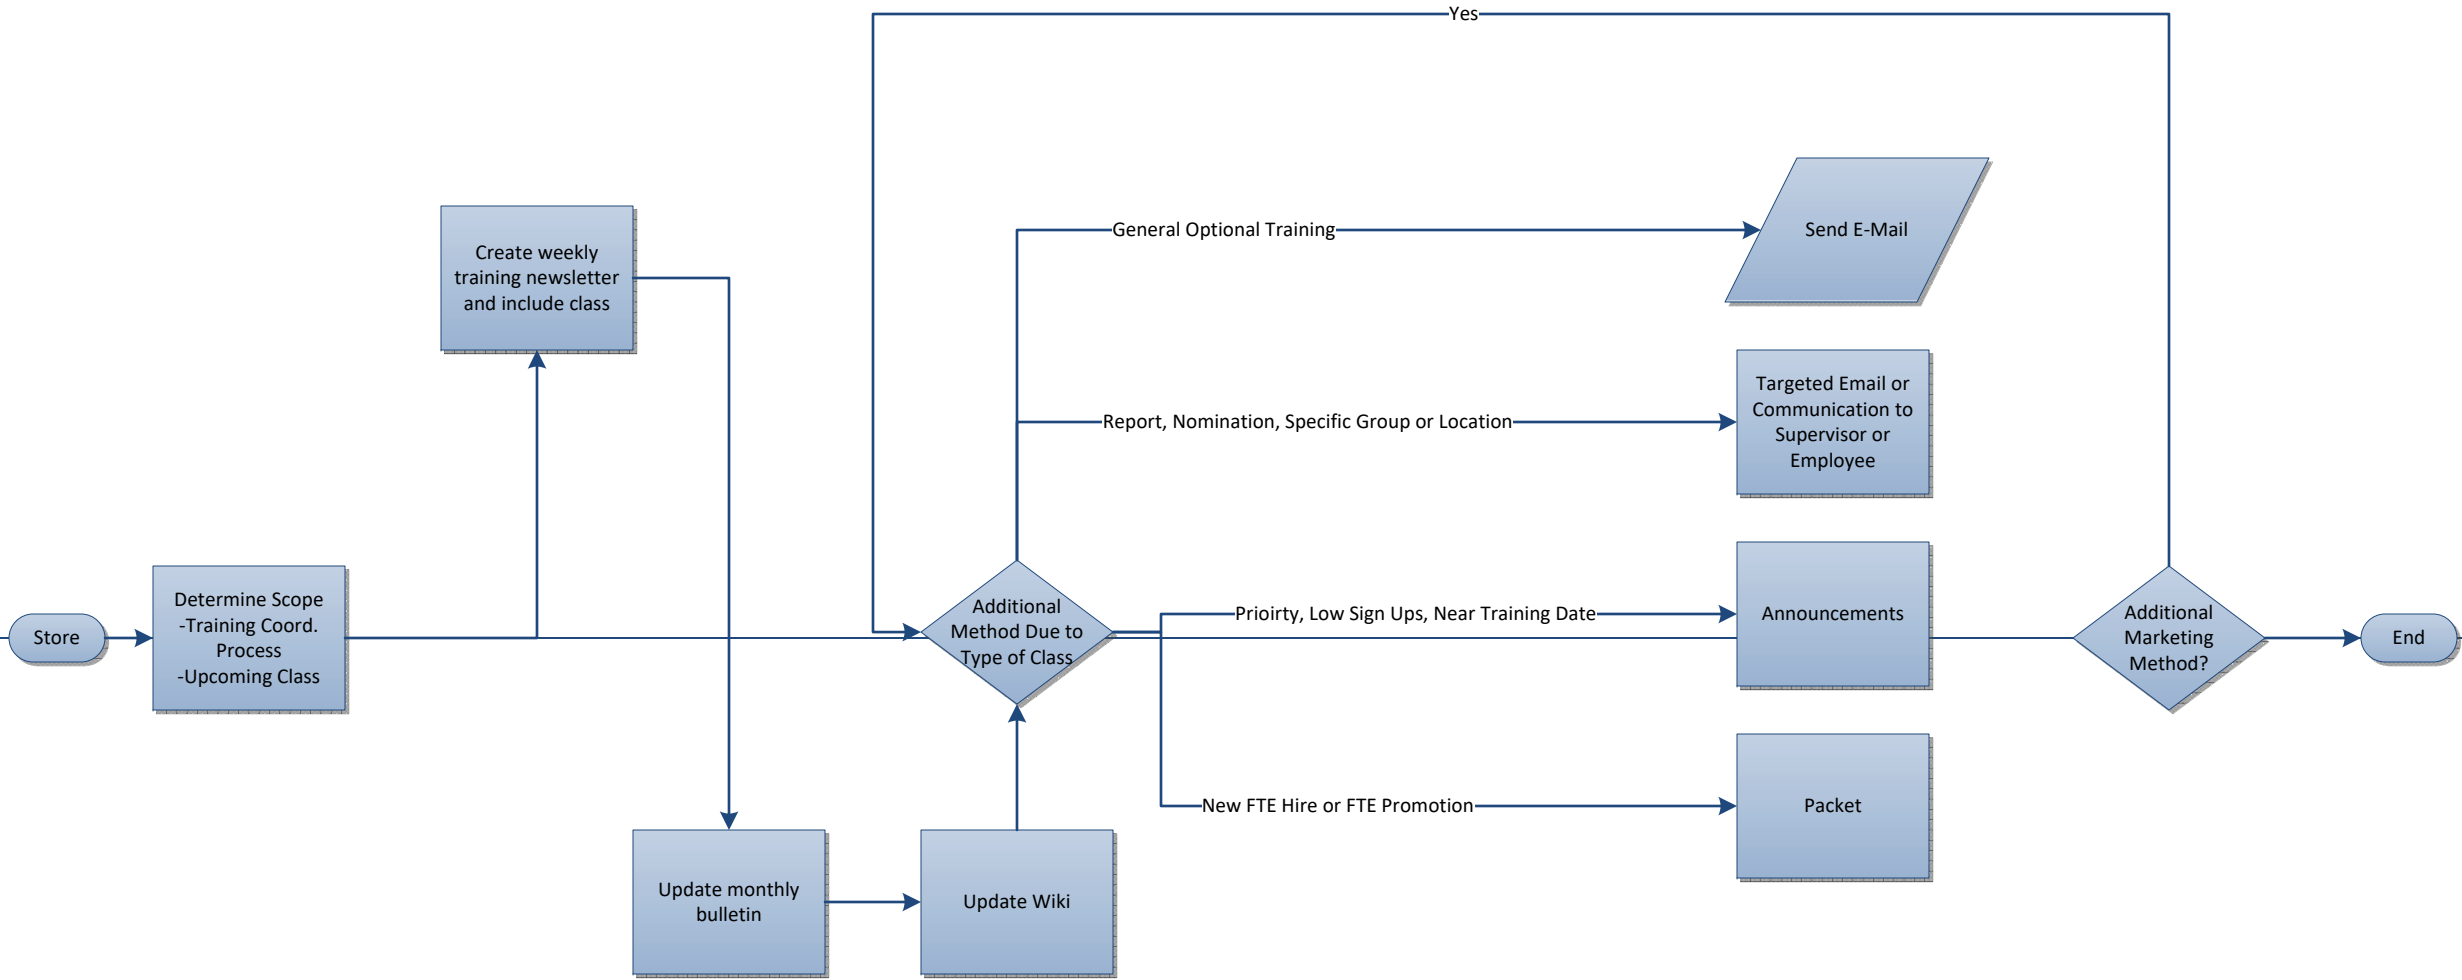 Yes
General Optional Training
Send E-Mail
Create weekly
training newsletter
and include class
Report, Nomination, Specific Group or Location
Targeted Email or
Communication to
Supervisor or
Employee
Store
Determine Scope
-Training Coord.
Process
-Upcoming Class
Additional
Method Due to
Type of Class
Prioirty, Low Sign Ups, Near Training Date
Announcements
Additional
Marketing
Method?
End
New FTE Hire or FTE Promotion
Packet
Update monthly
bulletin
Update Wiki